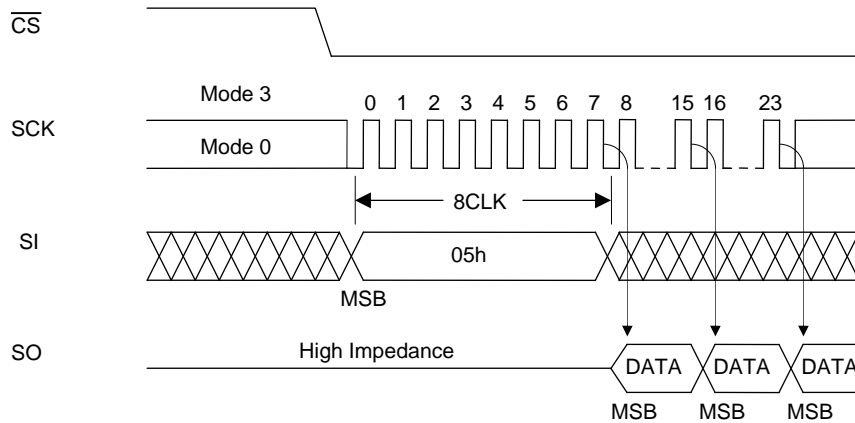 CS
Mode 3
0 1 2 3 4 5 6 7 8 15 16 23
SCK
Mode 0
8CLK
SI
05h
MSB
High Impedance
SO
DATA DATA DATA
MSB MSB MSB